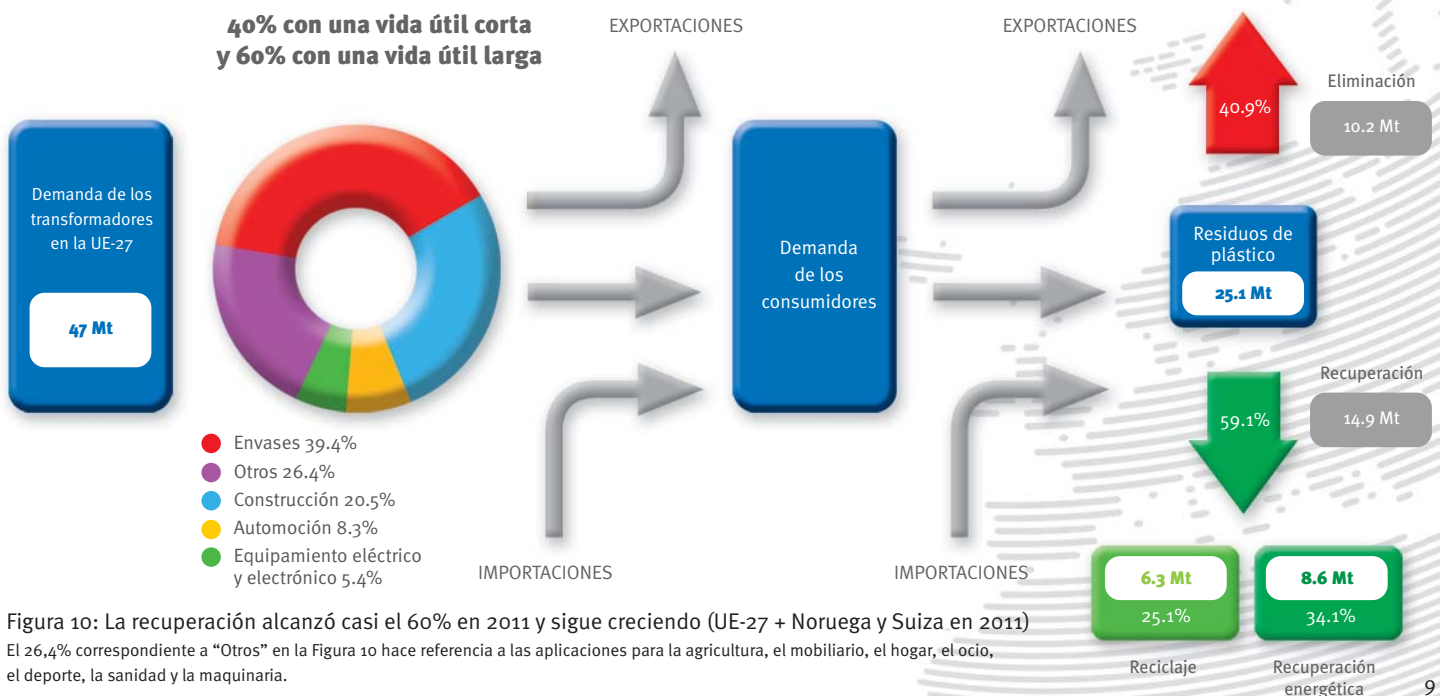 40% con una vida útil corta
y 60% con una vida útil larga
EXPORTACIONES
EXPORTACIONES
Demanda de los
transformadores
en la UE-27
47 Mt
Envases 39.4%
Otros 26.4%
Construcción 20.5%
Automoción 8.3%
Equipamiento eléctrico
y electrónico 5.4%
IMPORTACIONES
Demanda
de los
consumidores
IMPORTACIONES
40.9%
Eliminación
10.2 Mt
Residuos de
plástico
25.1 Mt
59.1%
Recuperación
14.9 Mt
6.3 Mt
25.1%
Reciclaje
8.6 Mt
34.1%
Recuperación
energética
Figura 10: La recuperación alcanzó casi el 60% en 2011 y sigue creciendo (UE-27 + Noruega y Suiza en 2011)
El 26,4% correspondiente a “Otros” en la Figura 10 hace referencia a las aplicaciones para la agricultura, el mobiliario, el hogar, el ocio,
el deporte, la sanidad y la maquinaria.
9